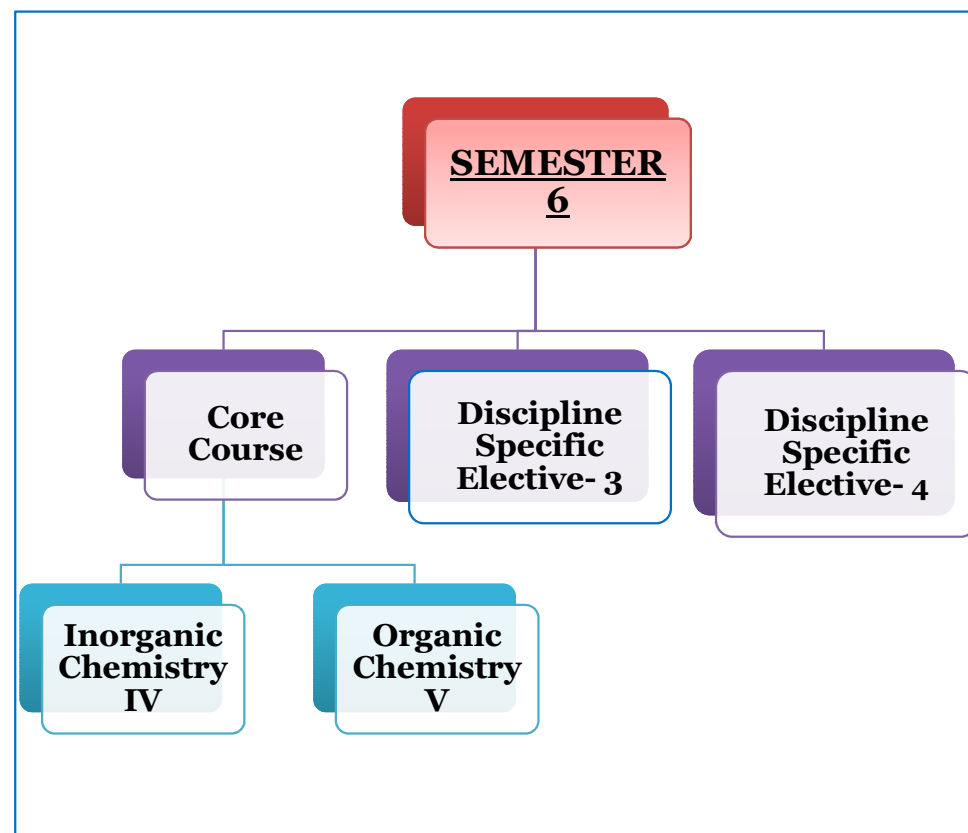 SEMESTER
6
Core
Course
Discipline
Specific
Elective- 3
Discipline
Specific
Elective- 4
Inorganic
Chemistry
IV
Organic
Chemistry
V